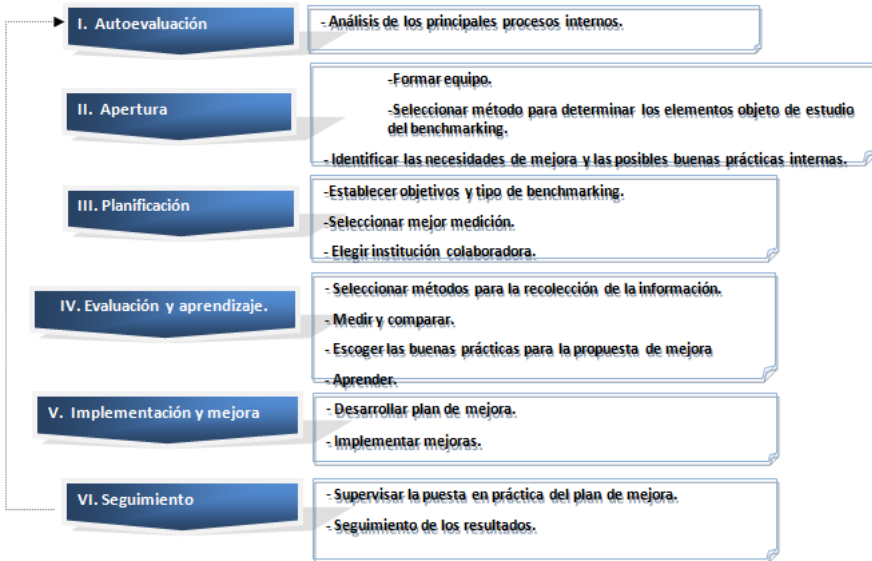 I. Autoevaluación
- Análisis de los principales procesos internos.
II. Apertura
-Formar equipo.
-Seleccionar método para determinar los elementos objeto de estudio
del benchmarking.
- Identificar las necesidades de mejora y las posibles buenas prácticas internas.
III. Planificación
-Establecer objetivos y tipo de benchmarking.
-Seleccionar mejor medición.
- Elegir institución colaboradora.
IV. Evaluación y aprendizaje.
- Seleccionar métodos para la recolección de la información.
- Medir y comparar.
- Escoger las buenas prácticas para la propuesta de mejora
- Aprender.
V. Implementación y mejora
- Desarrollar plan de mejora.
- Implementar mejoras.
VI. Seguimiento
- Supervisar la puesta en práctica del plan de mejora.
- Seguimiento de los resultados.